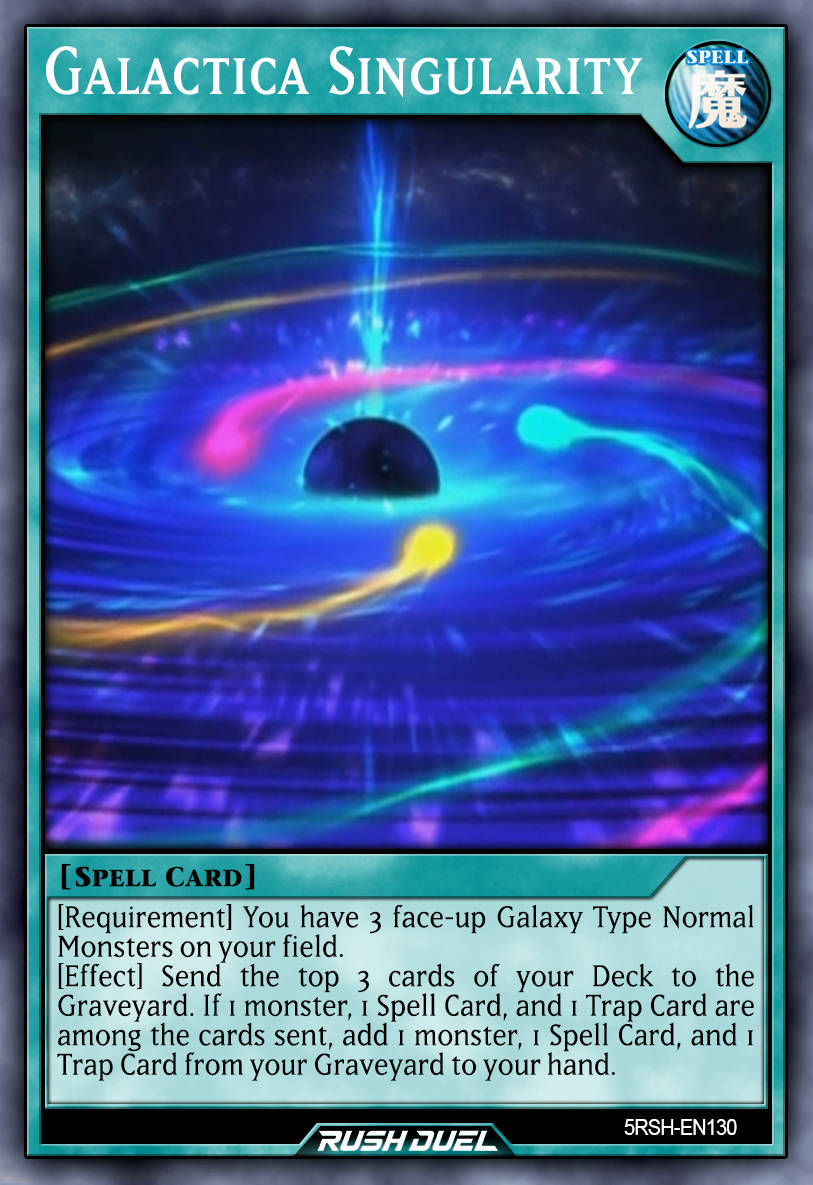 Galactica Singularity
SPELL
魔
[Spell Card]
[Requirement] You have 3 face-up Galaxy Type Normal
Monsters on your field.
[Effect] Send the top 3 cards of your Deck to the
Graveyard. If 1 monster, 1 Spell Card, and 1 Trap Card are
among the cards sent, add 1 monster, 1 Spell Card, and 1
Trap Card from your Graveyard to your hand.
5RSH-EN130
RUSH DUEL